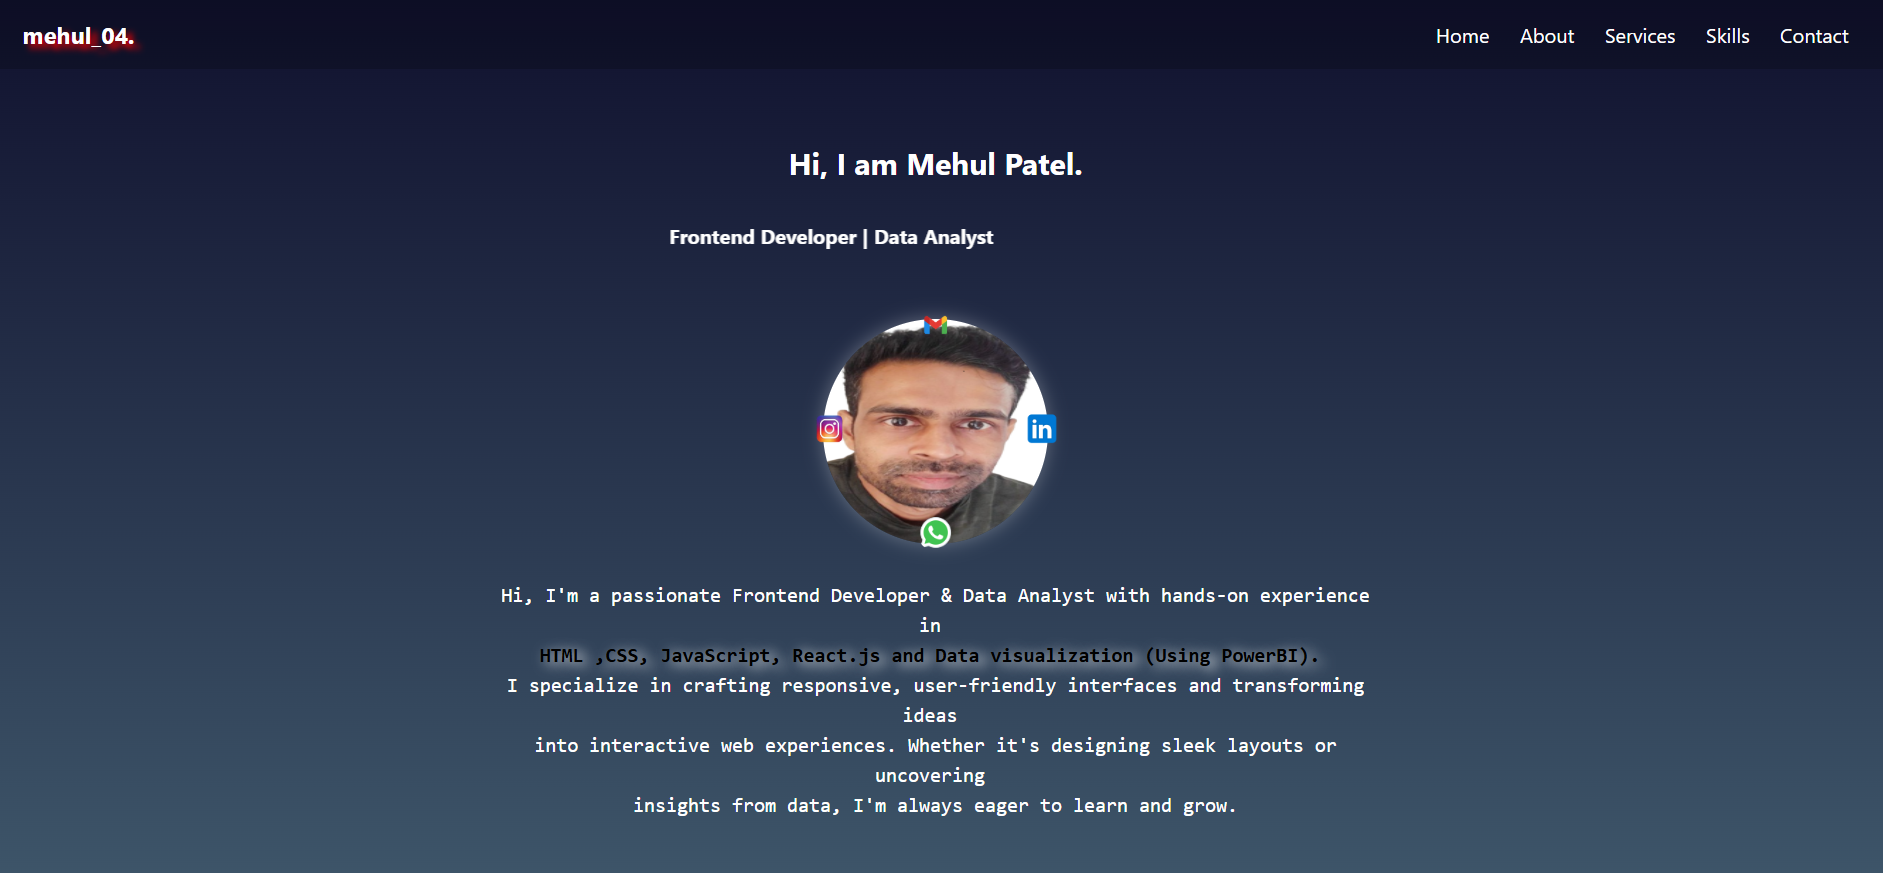 mehul_04.
Home About Services Skills Contact
Hi, I am Mehul Patel.
Frontend Developer | Data Analyst
in
Hi, I'm a passionate Frontend Developer & Data Analyst with hands-on experience
in
HTML ,CSS, JavaScript, React.js and Data visualization (Using PowerBI).
I specialize in crafting responsive, user-friendly interfaces and transforming
ideas
into interactive web experiences. Whether it's designing sleek layouts or
uncovering
insights from data, I'm always eager to learn and grow.